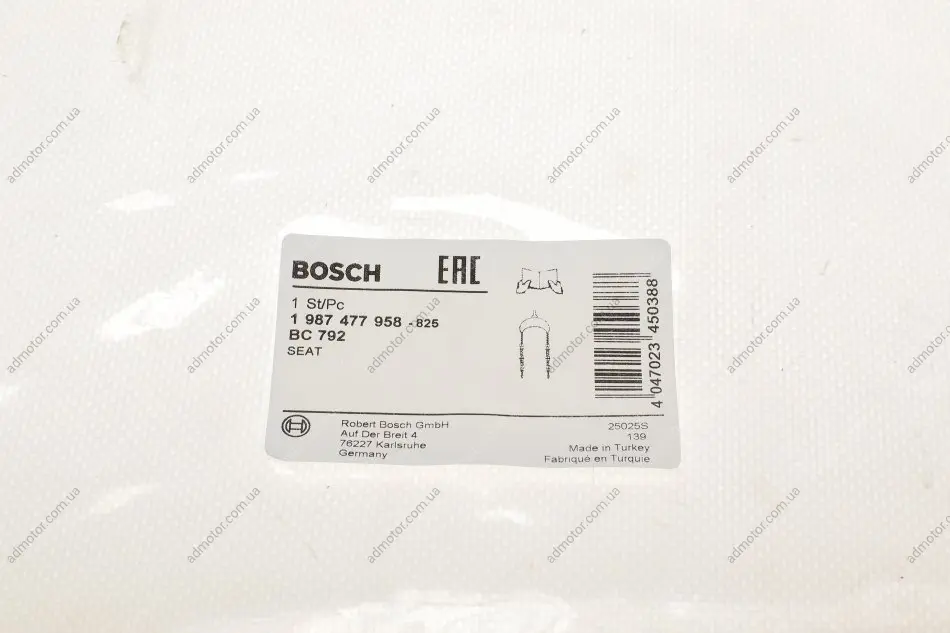 BOSCH
EAC
1 St/Pc
1 987 477 958 - 825
BC 792
SEAT
4 047023 450388
Robert Bosch GmbH
Auf Der Breit 4
76227 Karlsruhe
Germany
25025S
139
Made in Turkey
Fabriqué en Turquie
admotor.com.ua